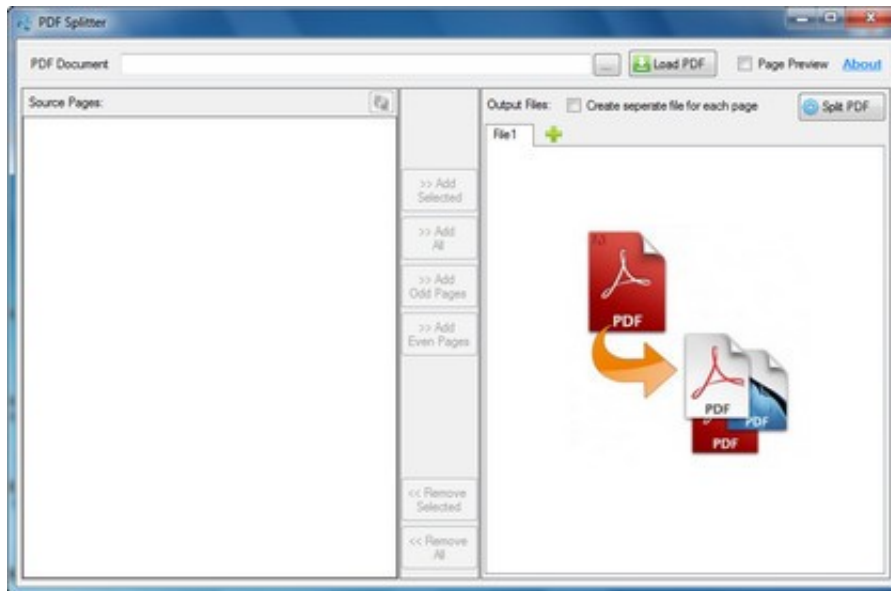 PDF Splitter
PDF Document
...
Load PDF
Page Preview
About
Source Pages:
Output Files:
Create seperate file for each page
Split PDF
File1
>> Add
Selected
>> Add
All
>> Add
Odd Pages
>> Add
Even Pages
<< Remove
Selected
<< Remove
All
PDF
PDF
PDF
PDF